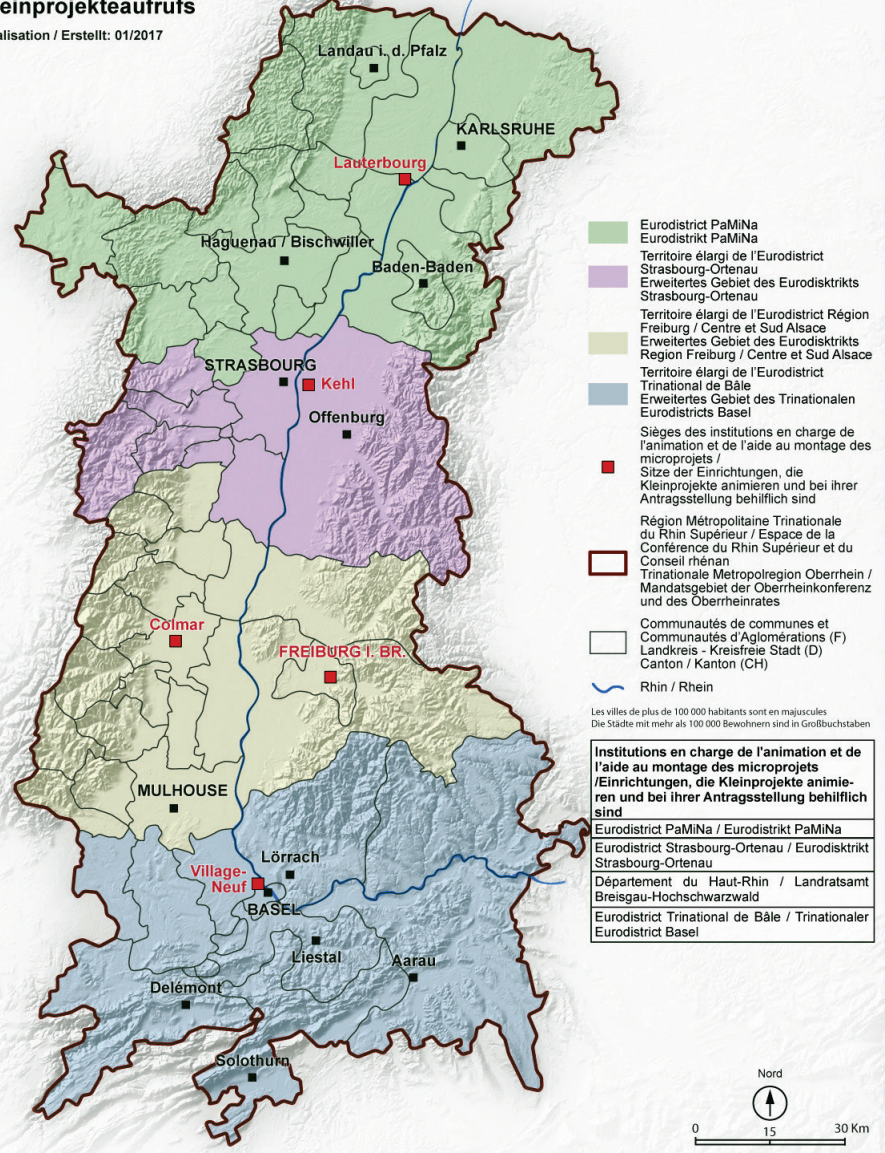 einprojekteaufrufs
alisation / Erstellt: 01/2017
Landau i. d. Pfalz
KARLSRUHE
Lauterbourg
Haguenau / Bischwiller
Baden-Baden
STRASBOURG
Kehl
Offenburg
Colmar
FREIBURG I. BR.
MULHOUSE
Lörrach
Village-
Neuf
BASEL
Liestal
Aarau
Delémont
Solothurn
Eurodistrict PaMiNa
Eurodistrikt PaMiNa
Territoire élargi de l'Eurodistrict
Strasbourg-Ortenau
Erweitertes Gebiet des Eurodisktrikts
Strasbourg-Ortenau
Territoire élargi de l'Eurodistrict Région
Freiburg / Centre et Sud Alsace
Erweitertes Gebiet des Eurodisktrikts
Region Freiburg / Centre et Sud Alsace
Territoire élargi de l'Eurodistrict
Trinational de Bâle
Erweitertes Gebiet des Trinationalen
Eurodistricts Basel
Sièges des institutions en charge de
l'animation et de l'aide au montage des
microprojets /
Sitze der Einrichtungen, die
Kleinprojekte animieren und bei ihrer
Antragsstellung behilflich sind
Région Métropolitaine Trinationale
du Rhin Supérieur / Espace de la
Conférence du Rhin Supérieur et du
Conseil rhénan
Trinationale Metropolregion Oberrhein /
Mandatsgebiet der Oberrheinkonferenz
und des Oberrheinrates
Communautés de communes et
Communautés d'Aglomérations (F)
Landkreis - Kreisfreie Stadt (D)
Canton / Kanton (CH)
Rhin / Rhein
Les villes de plus de 100 000 habitants sont en majuscules
Die Städte mit mehr als 100 000 Bewohnern sind in Großbuchstaben
Institutions en charge de l'animation et de
l'aide au montage des microprojets
/Einrichtungen, die Kleinprojekte animie-
ren und bei ihrer Antragsstellung behilflich
sind
Eurodistrict PaMiNa / Eurodistrikt PaMiNa
Eurodistrict Strasbourg-Ortenau / Eurodisktrikt
Strasbourg-Ortenau
Département du Haut-Rhin / Landratsamt
Breisgau-Hochschwarzwald
Eurodistrict Trinational de Bâle / Trinationaler
Eurodistrict Basel
Nord
0 15 30 Km